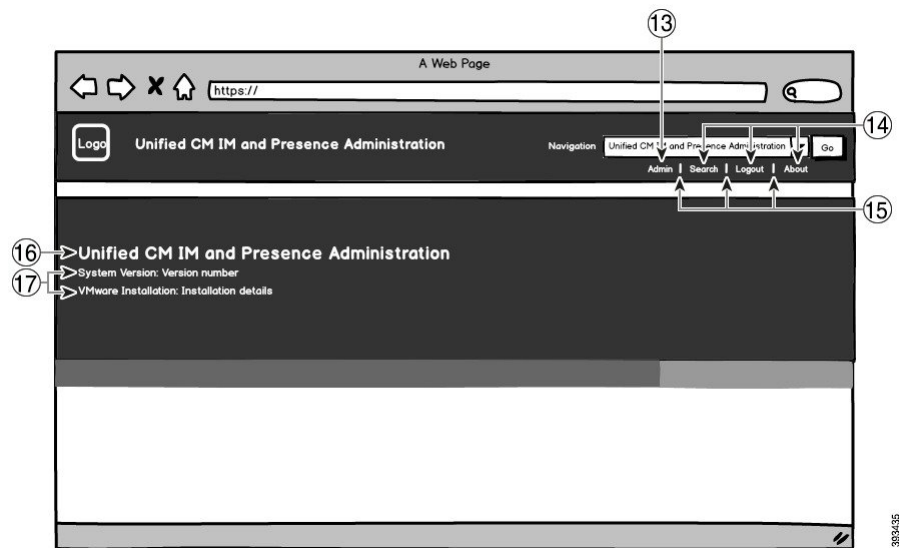 13
A Web Page
https://
14
Logo
Unified CM IM and Presence Administration
Navigation
Unified CM IM and Presence Administration
Go
Admin | Search | Logout | About
15
16
Unified CM IM and Presence Administration
17
System Version: Version number
VMware Installation: Installation details
393435